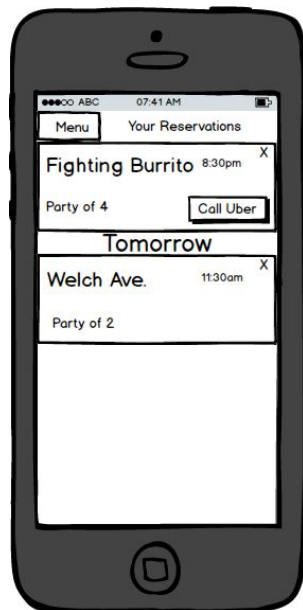 ABC 07:41 AM
Menu Your Reservations
X
Fighting Burrito 8:30pm
Party of 4 Call Uber
Tomorrow
X
Welch Ave. 11:30am
Party of 2